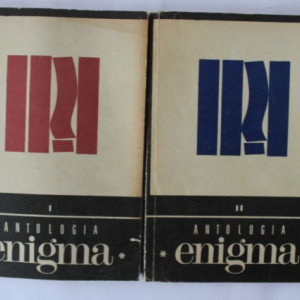 I
ANTOLOGIA
enigma *
II
ANTOLOGIA
* enigma *